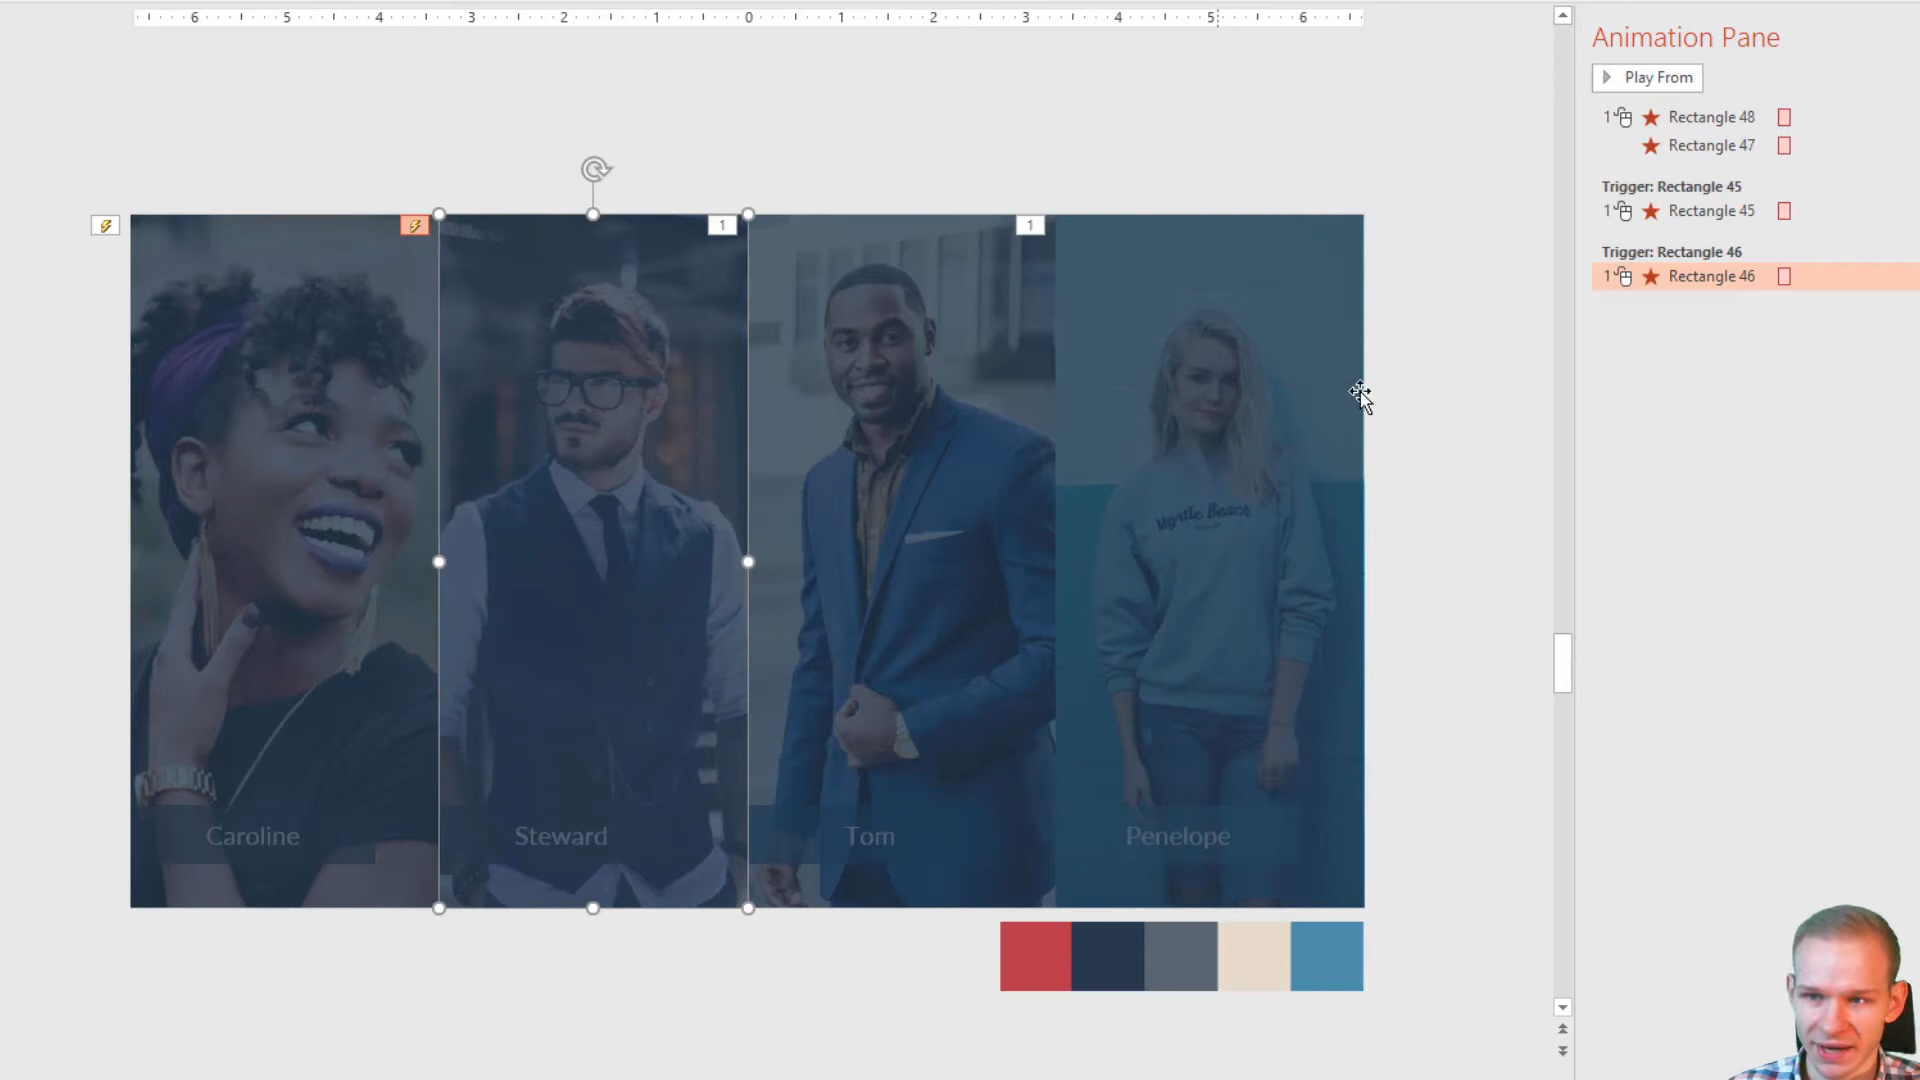 6 5 4 3 2 1 0 1 2 3 4 5 6
Animation Pane
Play From
1 Rectangle 48
Rectangle 47
Trigger: Rectangle 45
1 Rectangle 45
Trigger: Rectangle 46
1 Rectangle 46
1
1
Myrtle Beach
Caroline
Steward
Tom
Penelope